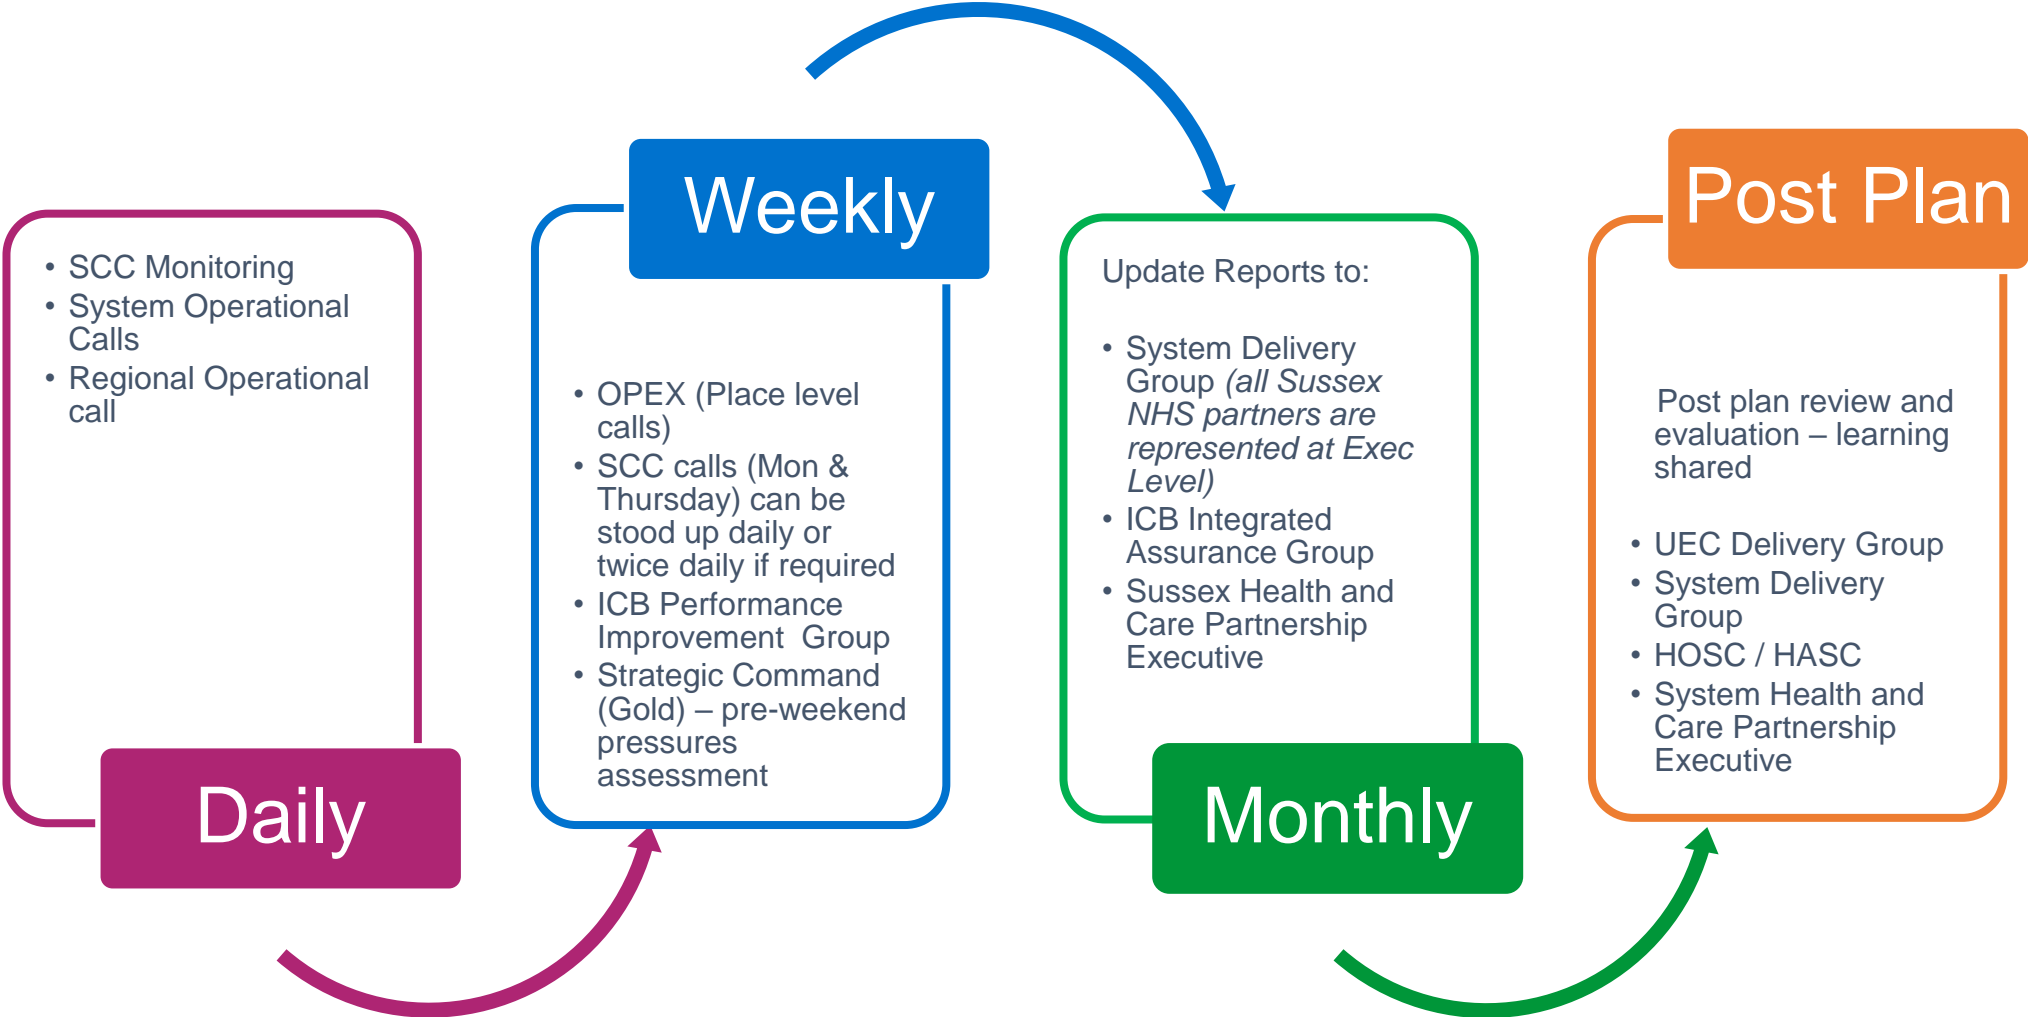 • SCC Monitoring
• System Operational
Calls
• Regional Operational
call
Daily
Weekly
• OPEX (Place level
calls)
• SCC calls (Mon &
Thursday) can be
stood up daily or
twice daily if required
• ICB Performance
Improvement  Group
• Strategic Command
(Gold) – pre-weekend
pressures
assessment
Update Reports to:
• System Delivery
Group (all Sussex
NHS partners are
represented at Exec
Level)
• ICB Integrated
Assurance Group
• Sussex Health and
Care Partnership
Executive
Monthly
Post Plan
Post plan review and
evaluation – learning
shared
• UEC Delivery Group
• System Delivery
Group
• HOSC / HASC
• System Health and
Care Partnership
Executive